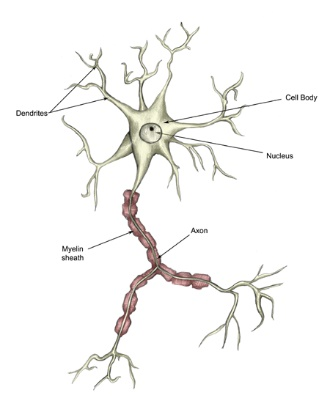 Cell Body
Dendrites
Nucleus
Axon
Myelin
sheath